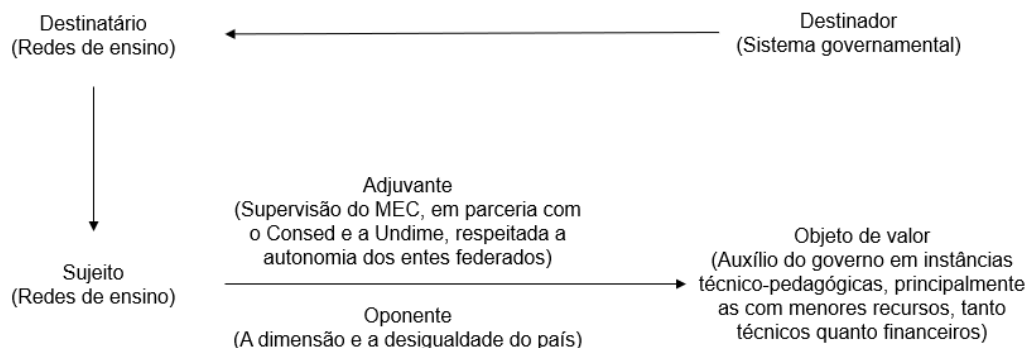 Destinatário
(Redes de ensino)
Destinador
(Sistema governamental)
Adjuvante
(Supervisão do MEC, em parceria com
o Consed e a Undime, respeitada a
autonomia dos entes federados)
Sujeito
(Redes de ensino)
Oponente
(A dimensão e a desigualdade do país)
Objeto de valor
(Auxílio do governo em instâncias
técnico-pedagógicas, principalmente
as com menores recursos, tanto
técnicos quanto financeiros)